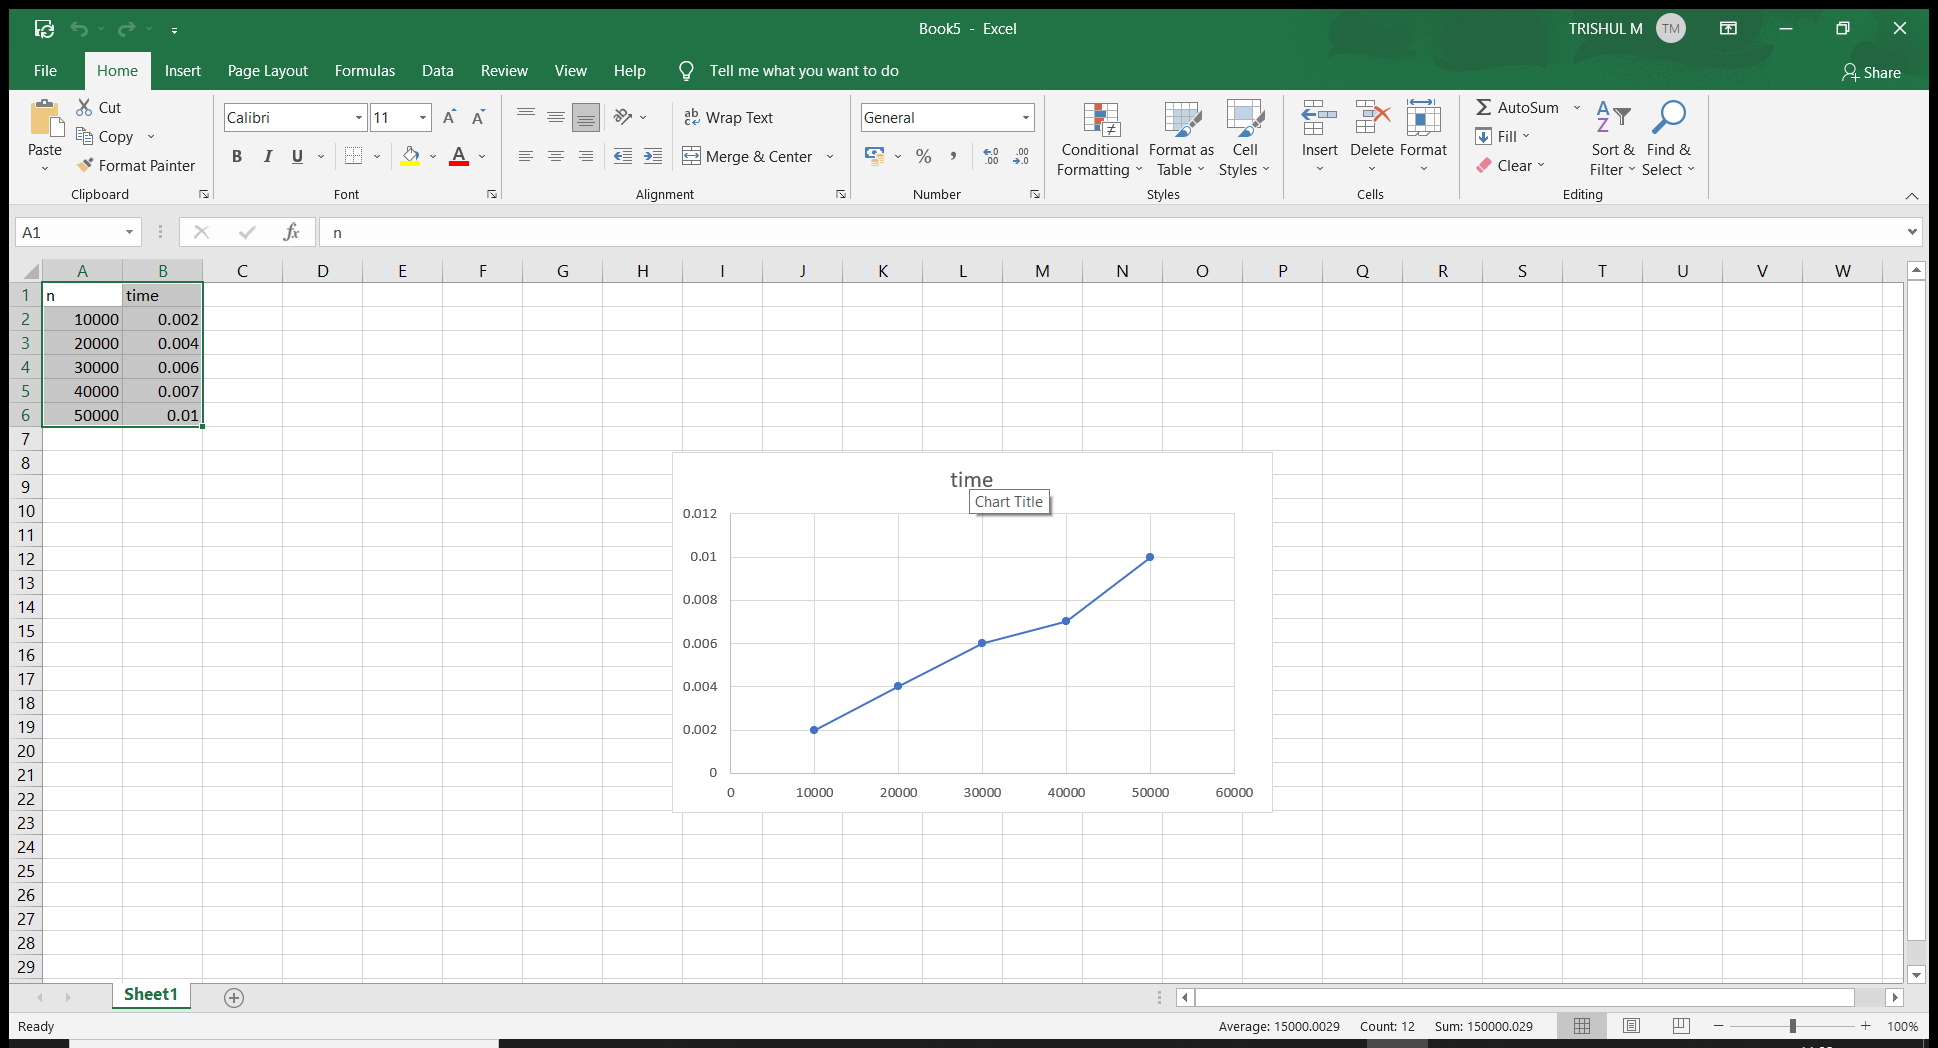 Book5 - Excel
TRISHUL M
TM
File Home Insert Page Layout Formulas Data Review View Help Tell me what you want to do
Share
Paste
Cut
Copy
Format Painter
Clipboard
Calibri 11
B I U
Font
ab Wrap Text
Merge & Center
Alignment
General
%
Number
Conditional Formatting
Format as Table
Cell Styles
Styles
Insert Delete Format
Cells
AutoSum
Fill
Clear
Sort & Filter
Find & Select
Editing
A1 fx n
A B C D E F G H I J K L M N O P Q R S T U V W
1 n time
2 10000 0.002
3 20000 0.004
4 30000 0.006
5 40000 0.007
6 50000 0.01
7
8
9
10
11
12
13
14
15
16
17
18
19
20
21
22
23
24
25
26
27
28
29
time
Chart Title
0.012
0.01
0.008
0.006
0.004
0.002
0
0 10000 20000 30000 40000 50000 60000
Sheet1
Ready
Average: 15000.0029 Count: 12 Sum: 150000.029
100%